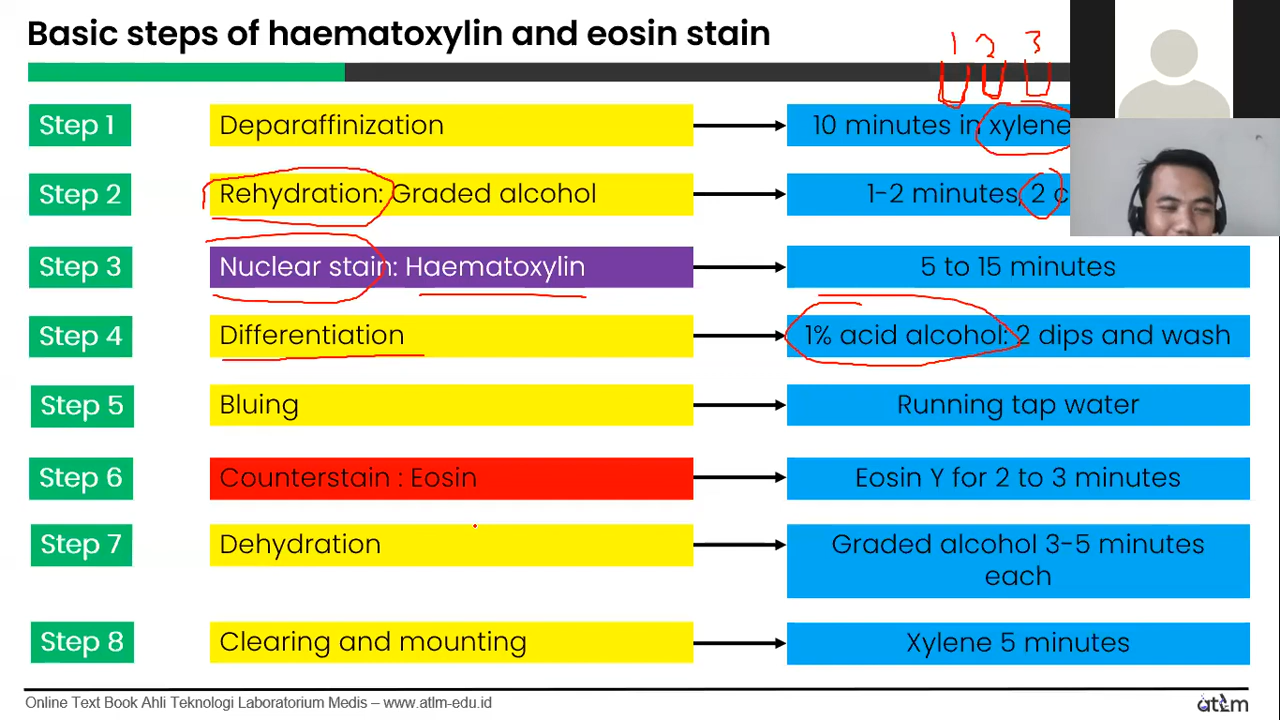 Basic steps of haematoxylin and eosin stain
1 2 3
Step 1 Deparaffinization 10 minutes in xylene
Step 2 Rehydration: Graded alcohol 1-2 minutes, 2 c
Step 3 Nuclear stain: Haematoxylin 5 to 15 minutes
Step 4 Differentiation 1% acid alcohol: 2 dips and wash
Step 5 Bluing Running tap water
Step 6 Counterstain : Eosin Eosin Y for 2 to 3 minutes
Step 7 Dehydration Graded alcohol 3-5 minutes
each
Step 8 Clearing and mounting Xylene 5 minutes
Online Text Book Ahli Teknologi Laboratorium Medis – www.atlm-edu.id
atlm